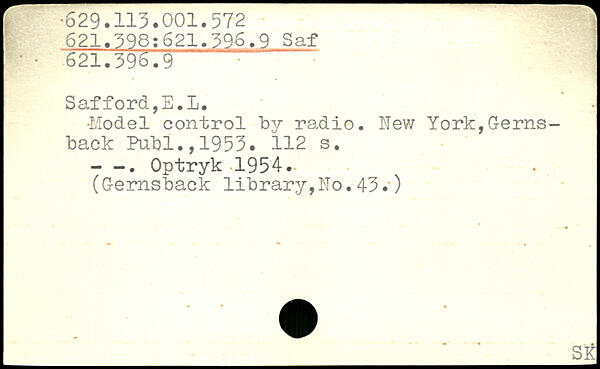 629.113.001.572
621.398:621.396.9 Saf
621.396.9
Safford,E.L.
Model control by radio. New York,Gerns-
back Publ.,1953. 112 s.
- -. Optryk 1954.
(Gernsback library,No.43.)
SK